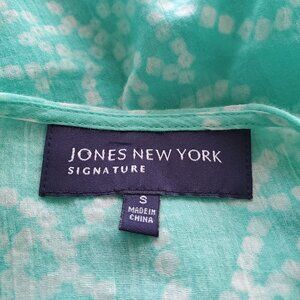 JONES NEW YORK
SIGNATURE
S
MADE IN
CHINA